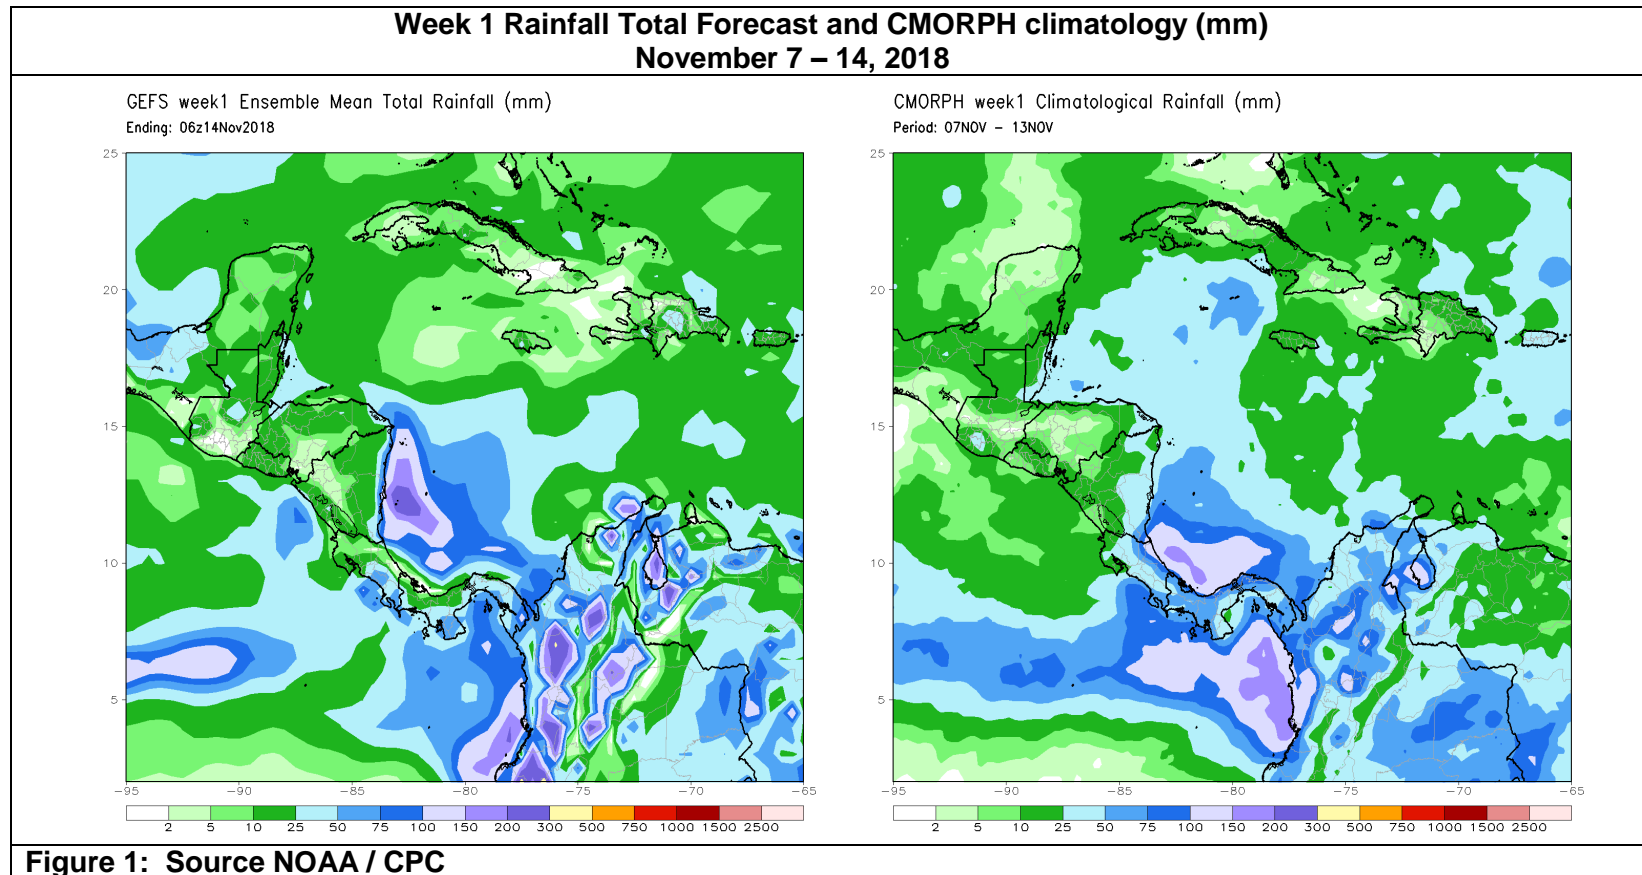 Week 1 Rainfall Total Forecast and CMORPH climatology (mm)
November 7 – 14, 2018
GEFS week1 Ensemble Mean Total Rainfall (mm)
Ending: 06z14Nov2018
25
20
15
10
5
−95 −90 −85 −80 −75 −70 −65
2 5 10 25 50 75 100 150 200 300 500 750 1000 1500 2500
CMORPH week1 Climatological Rainfall (mm)
Period: 07NOV − 13NOV
25
20
15
10
5
−95 −90 −85 −80 −75 −70 −65
2 5 10 25 50 75 100 150 200 300 500 750 1000 1500 2500
Figure 1: Source NOAA / CPC